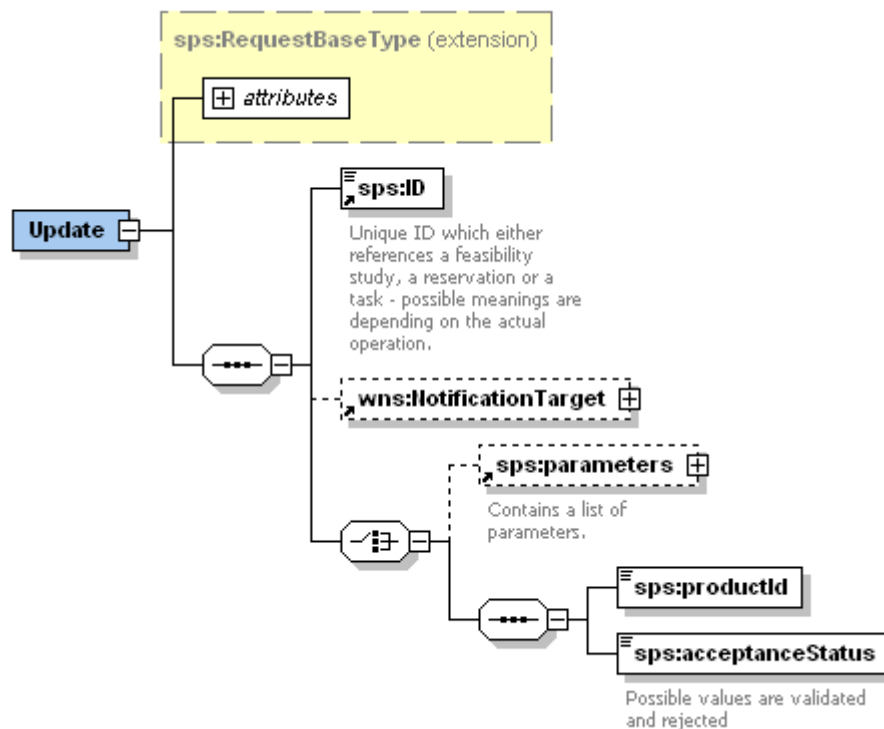 sps:RequestBaseType (extension)
attributes
Update
sps:ID
Unique ID which either
references a feasibility
study, a reservation or a
task - possible meanings are
depending on the actual
operation.
wns:NotificationTarget
sps:parameters
Contains a list of
parameters.
sps:productId
sps:acceptanceStatus
Possible values are validated
and rejected